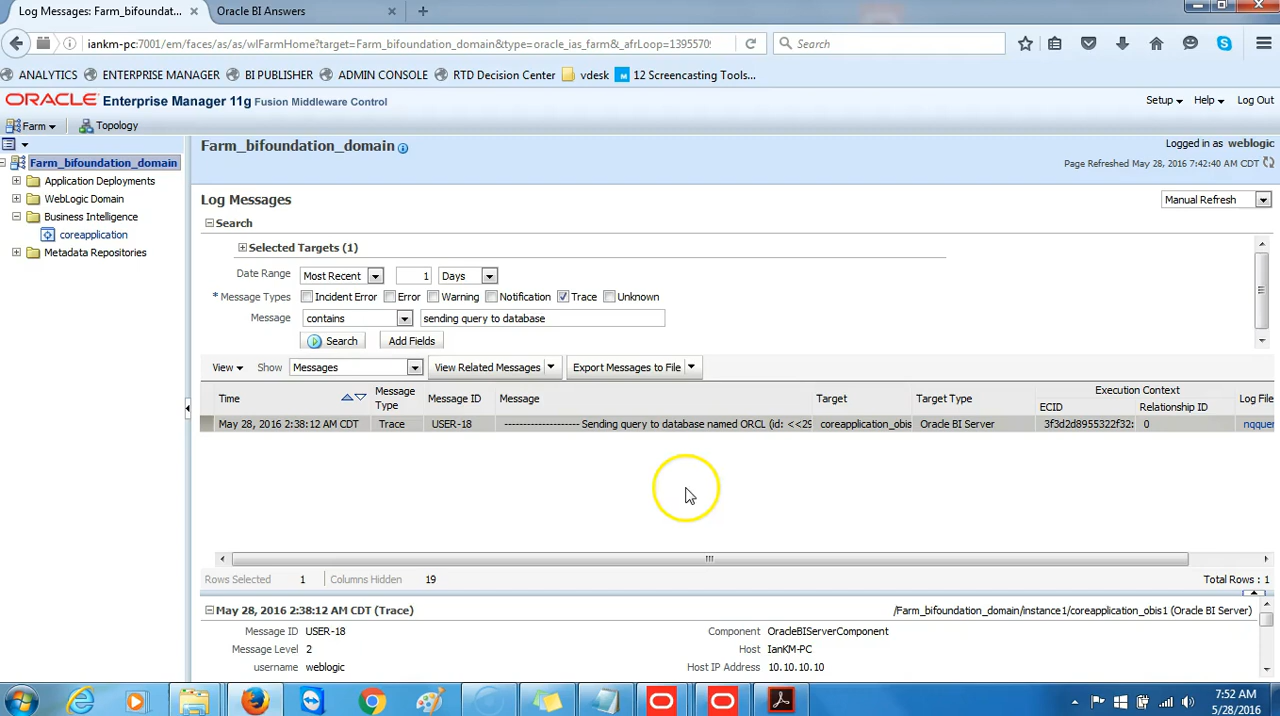 Log Messages: Farm_bifoundat...
Oracle BI Answers
iankm-pc:7001/em/faces/as/as/wlFarmHome?target=Farm_bifoundation_domain&type=oracle_ias_farm&_afrLoop=1395570
Search
ANALYTICS ENTERPRISE MANAGER BI PUBLISHER ADMIN CONSOLE RTD Decision Center vdesk 12 Screencasting Tools...
ORACLE Enterprise Manager 11g Fusion Middleware Control
Setup Help Log Out
Farm Topology
Farm_bifoundation_domain
Application Deployments
WebLogic Domain
Business Intelligence
coreapplication
Metadata Repositories
Farm_bifoundation_domain
Logged in as weblogic
Page Refreshed May 28, 2016 7:42:40 AM CDT
Log Messages
Manual Refresh
Search
Selected Targets (1)
Date Range Most Recent 1 Days
* Message Types Incident Error Error Warning Notification Trace Unknown
Message contains sending query to database
Search Add Fields
View Show Messages View Related Messages Export Messages to File
Time Message Type Message ID Message Target Target Type Execution Context ECID Relationship ID Log File
May 28, 2016 2:38:12 AM CDT Trace USER-18 -------------------- Sending query to database named ORCL (id: <<29 coreapplication_obis Oracle BI Server 3f3d2d8955322f32: 0 nqquer
Rows Selected 1 Columns Hidden 19 Total Rows : 1
May 28, 2016 2:38:12 AM CDT (Trace) /Farm_bifoundation_domain/instance1/coreapplication_obis1 (Oracle BI Server)
Message ID USER-18 Component OracleBIServerComponent
Message Level 2 Host IanKM-PC
username weblogic Host IP Address 10.10.10.10
7:52 AM
5/28/2016